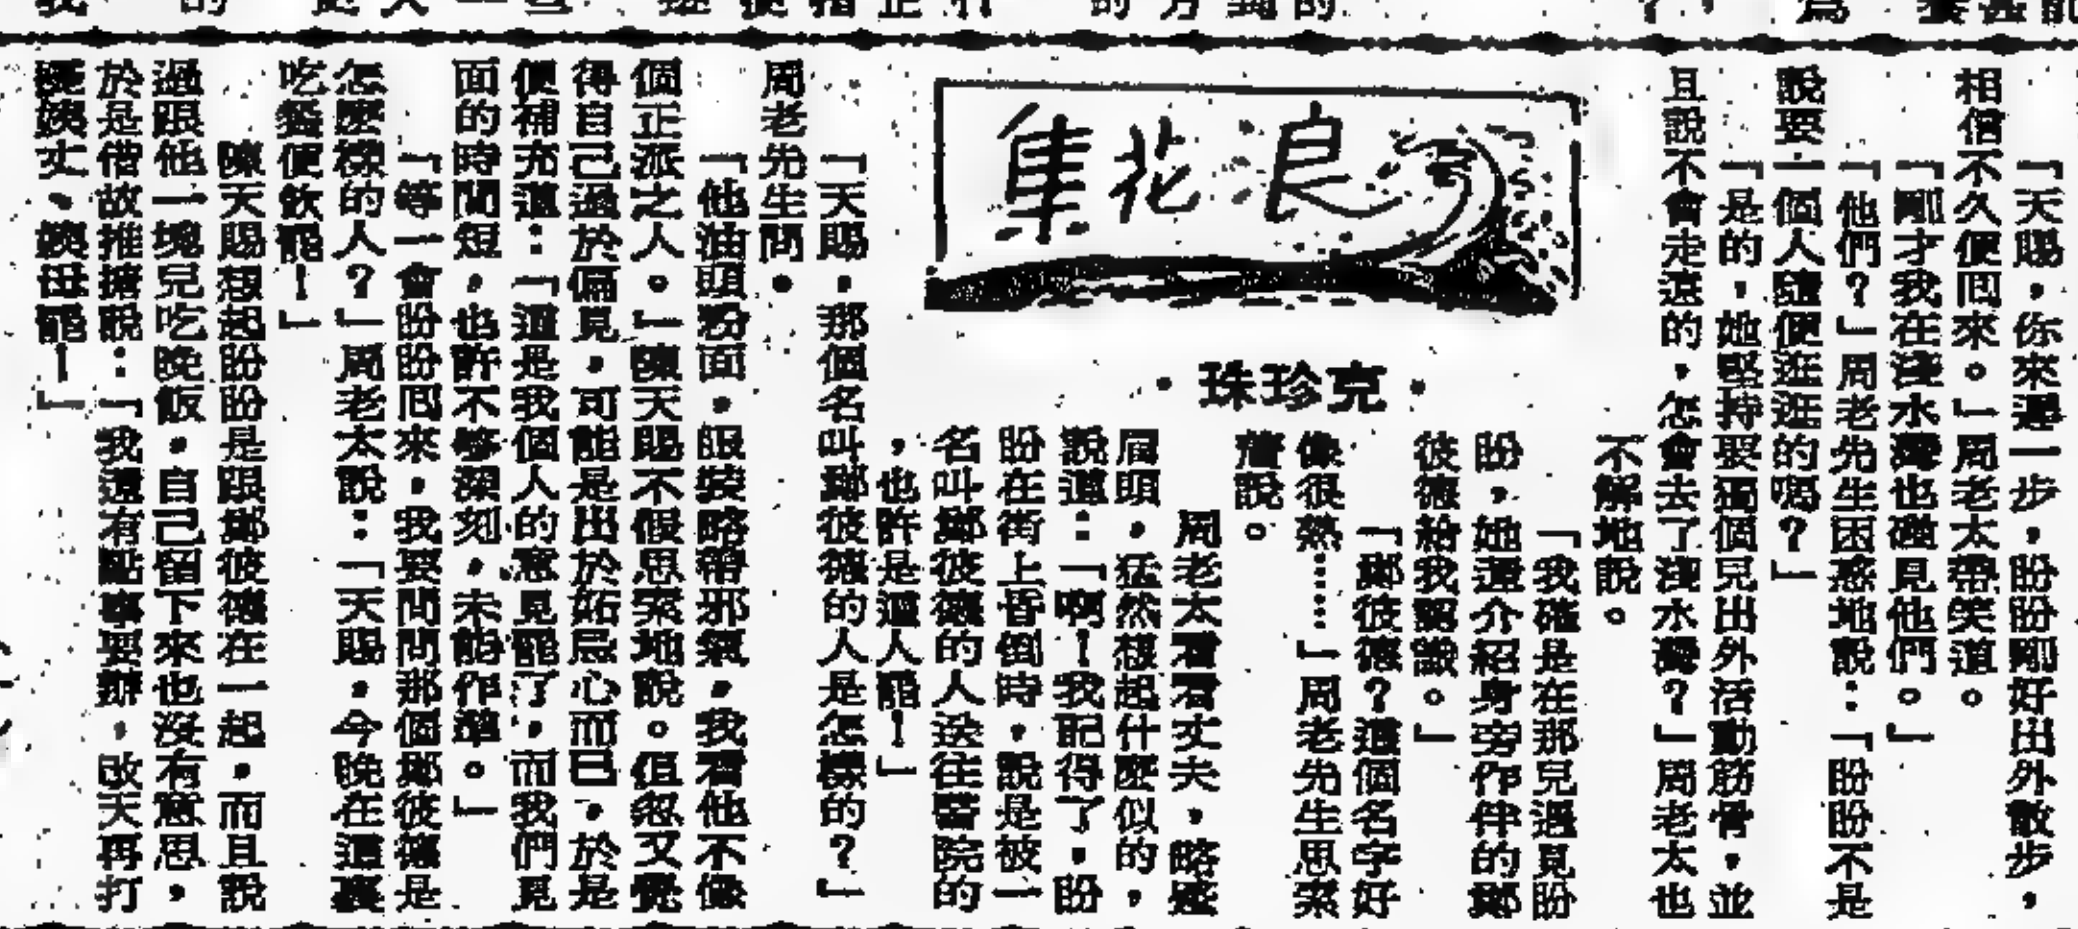 浪花集
·克珍珠·
「天賜，你來遲一步，盼盼剛好出外散步，
相信不久便囘來。」周老太帶笑道。
「剛才我在淺水灣也碰見他們。」
「他們？」周老先生困惑地說：「盼盼不是
說要一個人隨便逛逛的嗎？」
「是的，她堅持要獨個兒出外活動筋骨，並
且說不會走遠的，怎會去了淺水灣？」周老太也
不解地說。
「我確是在那兒遇見盼
盼，她還介紹身旁作伴的鄭
彼德給我認識。」
「鄭彼德？這個名字好
像很熟……」周老先生思索
着說。
周老太看看丈夫，略蹙
眉頭，猛然想起什麽似的，
說道：「啊！我記得了，盼
盼在街上昏倒時，說是被一
名叫鄭彼德的人送往醫院的
，也許是這人罷！」
「天賜，那個名叫鄭彼德的人是怎樣的？」
周老先生問。
「他油頭粉面，服裝略帶邪氣，我看他不像
個正派之人。」陳天賜不假思索地說。但忽又覺
得自己過於偏見，可能是出於妬忌心而已，於是
便補充道：「這是我個人的意見罷了，而我們見
面的時間短，也許不够深刻，未能作準。」
「等一會盼盼囘來，我要問問那個鄭彼德是
怎麽樣的人？」周老太說：「天賜，今晚在這裏
吃餐便飯罷！」
陳天賜想起盼盼是跟鄭彼德在一起，而且說
過跟他一塊兒吃晚飯，自己留下來也沒有意思，
於是借故推搪說：「我還有點事要辦，改天再打
擾姨丈、姨母罷！」